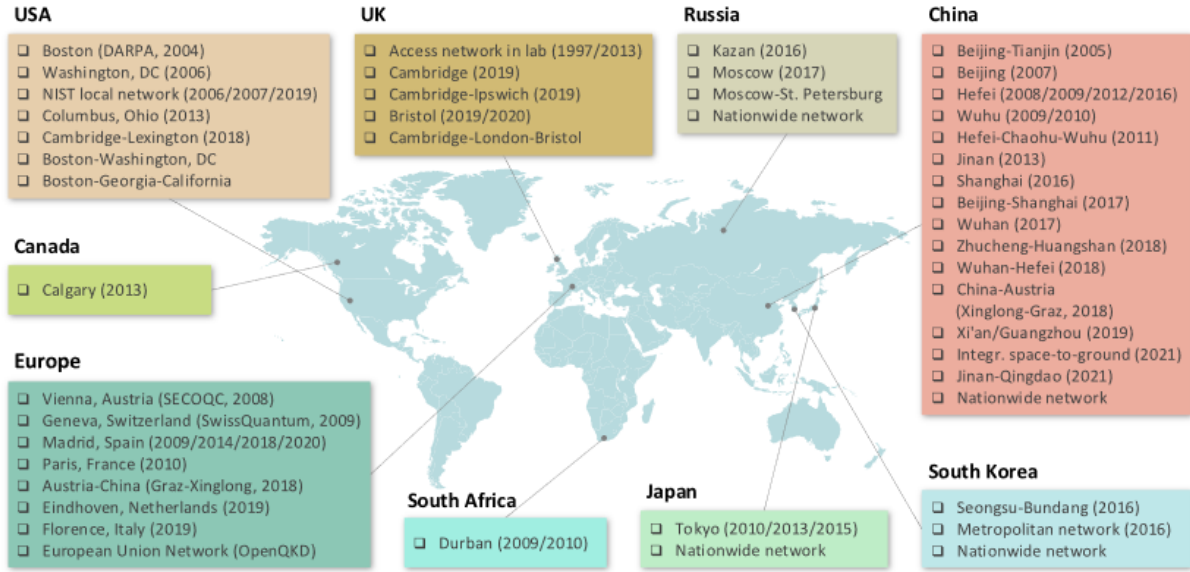 USA
❑ Boston (DARPA, 2004)
❑ Washington, DC (2006)
❑ NIST local network (2006/2007/2019)
❑ Columbus, Ohio (2013)
❑ Cambridge-Lexington (2018)
❑ Boston-Washington, DC
❑ Boston-Georgia-California
UK
❑ Access network in lab (1997/2013)
❑ Cambridge (2019)
❑ Cambridge-Ipswich (2019)
❑ Bristol (2019/2020)
❑ Cambridge-London-Bristol
Russia
❑ Kazan (2016)
❑ Moscow (2017)
❑ Moscow-St. Petersburg
❑ Nationwide network
China
❑ Beijing-Tianjin (2005)
❑ Beijing (2007)
❑ Hefei (2008/2009/2012/2016)
❑ Wuhu (2009/2010)
❑ Hefei-Chaohu-Wuhu (2011)
❑ Jinan (2013)
❑ Shanghai (2016)
❑ Beijing-Shanghai (2017)
❑ Wuhan (2017)
❑ Zhucheng-Huangshan (2018)
❑ Wuhan-Hefei (2018)
❑ China-Austria
(Xinglong-Graz, 2018)
❑ Xi'an/Guangzhou (2019)
❑ Integr. space-to-ground (2021)
❑ Jinan-Qingdao (2021)
❑ Nationwide network
Canada
❑ Calgary (2013)
Europe
❑ Vienna, Austria (SECOQC, 2008)
❑ Geneva, Switzerland (SwissQuantum, 2009)
❑ Madrid, Spain (2009/2014/2018/2020)
❑ Paris, France (2010)
❑ Austria-China (Graz-Xinglong, 2018)
❑ Eindhoven, Netherlands (2019)
❑ Florence, Italy (2019)
❑ European Union Network (OpenQKD)
South Africa
❑ Durban (2009/2010)
Japan
❑ Tokyo (2010/2013/2015)
❑ Nationwide network
South Korea
❑ Seongsu-Bundang (2016)
❑ Metropolitan network (2016)
❑ Nationwide network